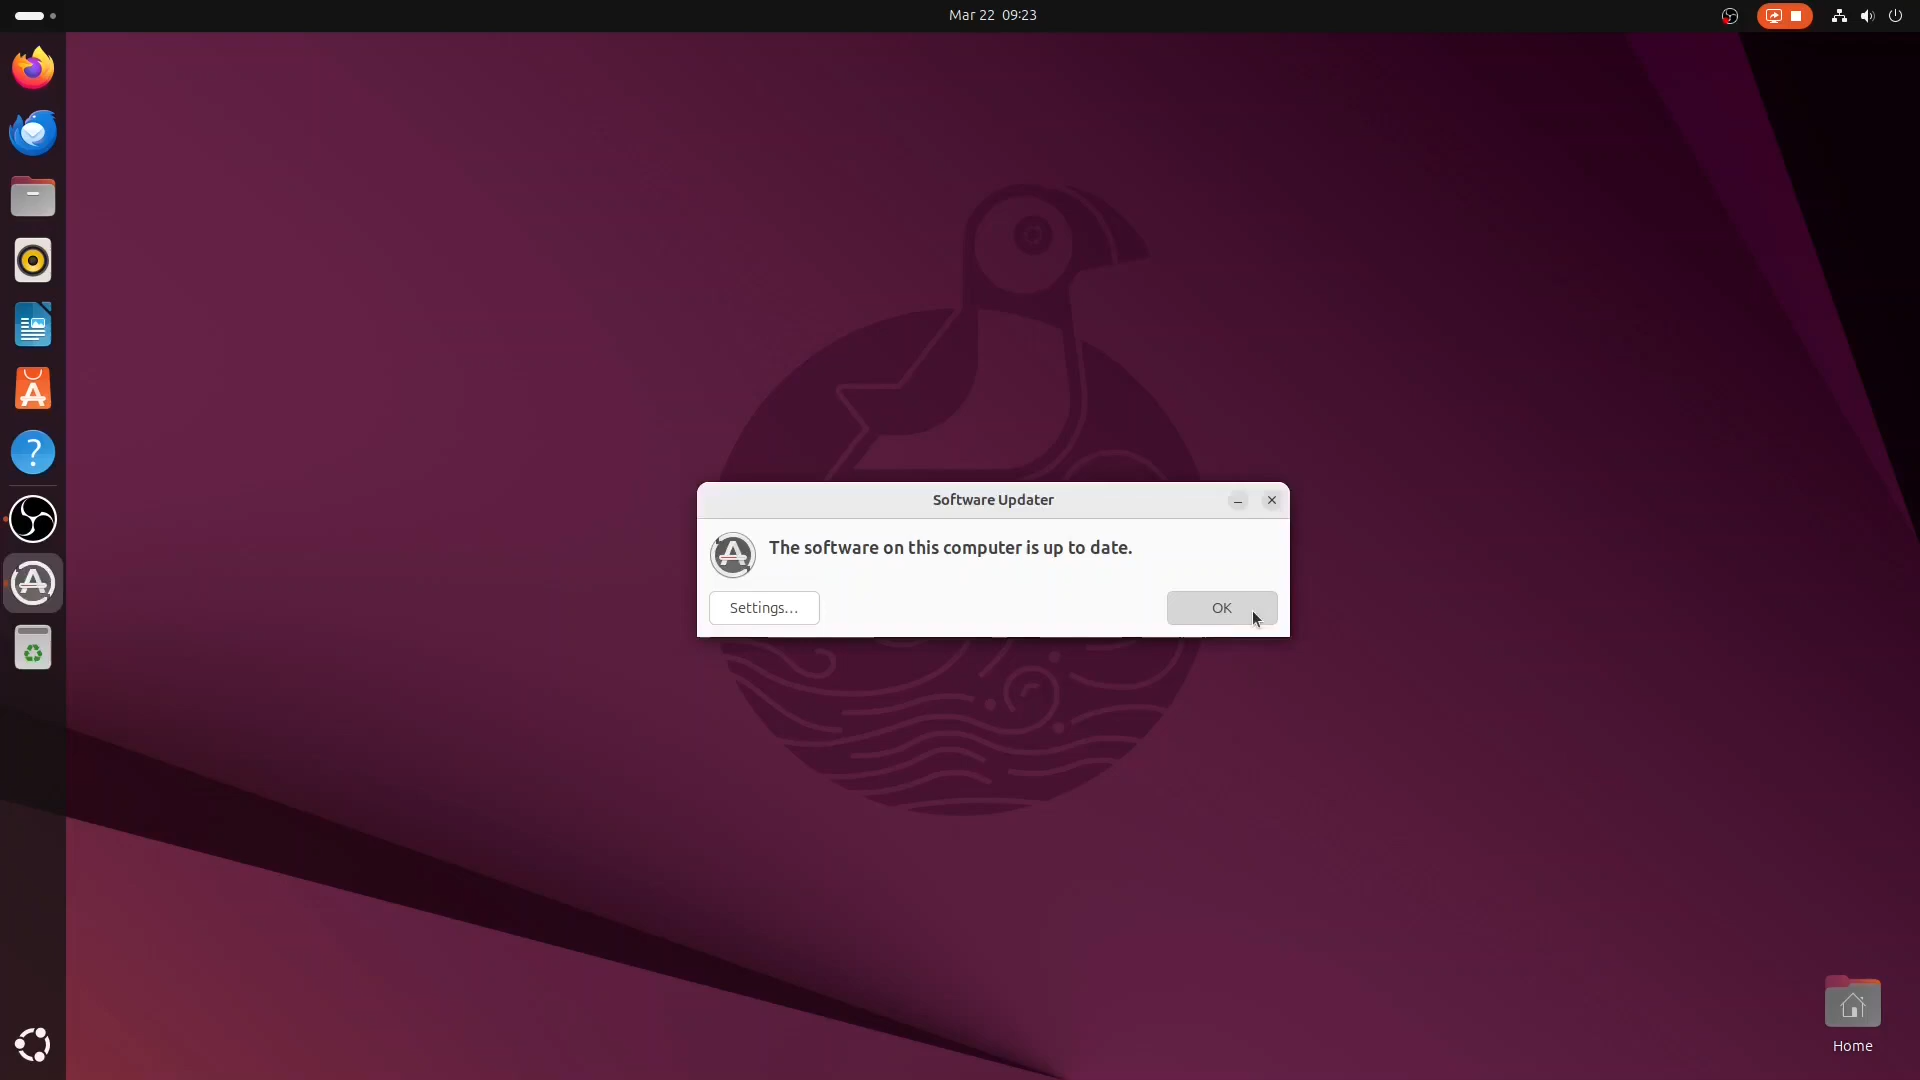 Mar 22 09:23
Software Updater
The software on this computer is up to date.
Settings...
OK
Home